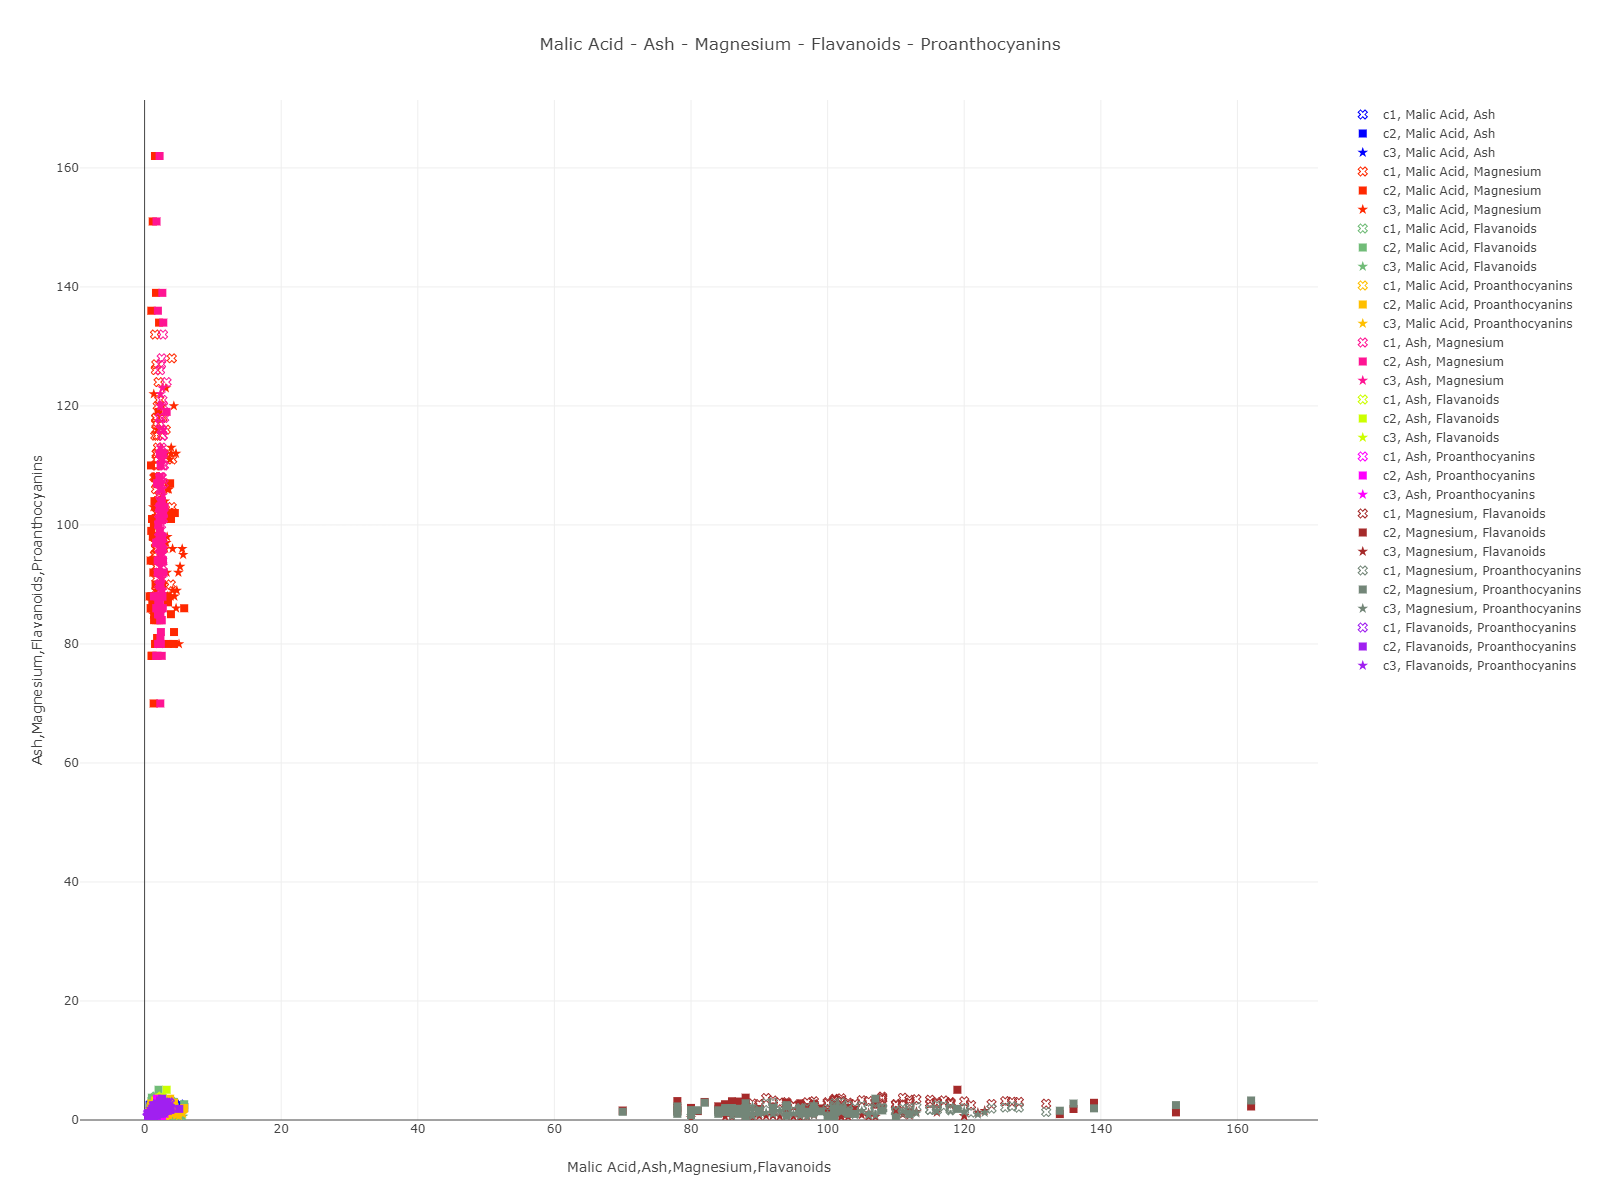 Malic Acid - Ash - Magnesium - Flavanoids - Proanthocyanins
Ash,Magnesium,Flavanoids,Proanthocyanins
160
140
120
100
80
60
40
20
0
0
20
40
60
80
100
120
140
160
Malic Acid,Ash,Magnesium,Flavanoids
c1, Malic Acid, Ash
c2, Malic Acid, Ash
c3, Malic Acid, Ash
c1, Malic Acid, Magnesium
c2, Malic Acid, Magnesium
c3, Malic Acid, Magnesium
c1, Malic Acid, Flavanoids
c2, Malic Acid, Flavanoids
c3, Malic Acid, Flavanoids
c1, Malic Acid, Proanthocyanins
c2, Malic Acid, Proanthocyanins
c3, Malic Acid, Proanthocyanins
c1, Ash, Magnesium
c2, Ash, Magnesium
c3, Ash, Magnesium
c1, Ash, Flavanoids
c2, Ash, Flavanoids
c3, Ash, Flavanoids
c1, Ash, Proanthocyanins
c2, Ash, Proanthocyanins
c3, Ash, Proanthocyanins
c1, Magnesium, Flavanoids
c2, Magnesium, Flavanoids
c3, Magnesium, Flavanoids
c1, Magnesium, Proanthocyanins
c2, Magnesium, Proanthocyanins
c3, Magnesium, Proanthocyanins
c1, Flavanoids, Proanthocyanins
c2, Flavanoids, Proanthocyanins
c3, Flavanoids, Proanthocyanins